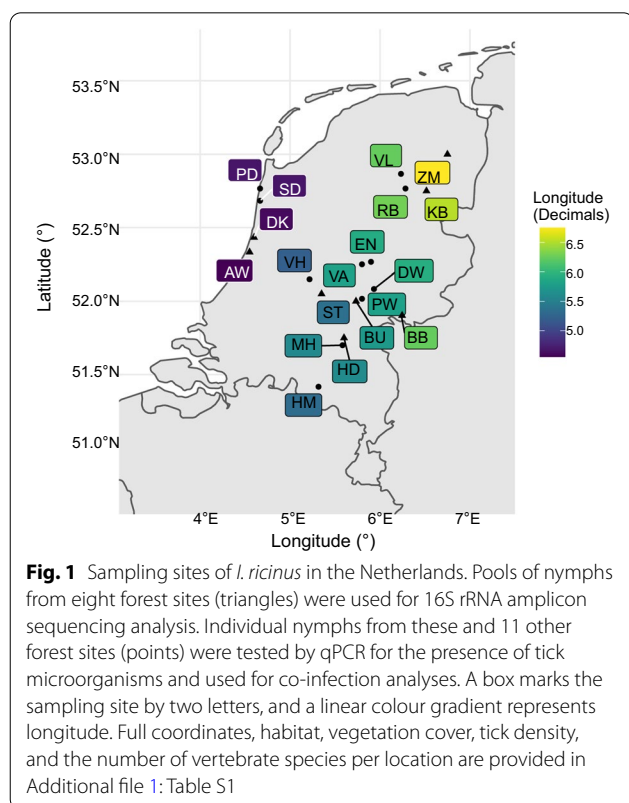 53.5°N
53.0°N
52.5°N
52.0°N
51.5°N
51.0°N
Latitude (°)
4°E 5°E 6°E 7°E
Longitude (°)
PD
SD
DK
AW
VL
ZM
RB
KB
EN
VH
VA
DW
ST
PW
MH
BU
BB
HD
HM
Longitude
(Decimals)
6.5
6.0
5.5
5.0
Fig. 1 Sampling sites of I. ricinus in the Netherlands. Pools of nymphs
from eight forest sites (triangles) were used for 16S rRNA amplicon
sequencing analysis. Individual nymphs from these and 11 other
forest sites (points) were tested by qPCR for the presence of tick
microorganisms and used for co-infection analyses. A box marks the
sampling site by two letters, and a linear colour gradient represents
longitude. Full coordinates, habitat, vegetation cover, tick density,
and the number of vertebrate species per location are provided in
Additional file 1: Table S1